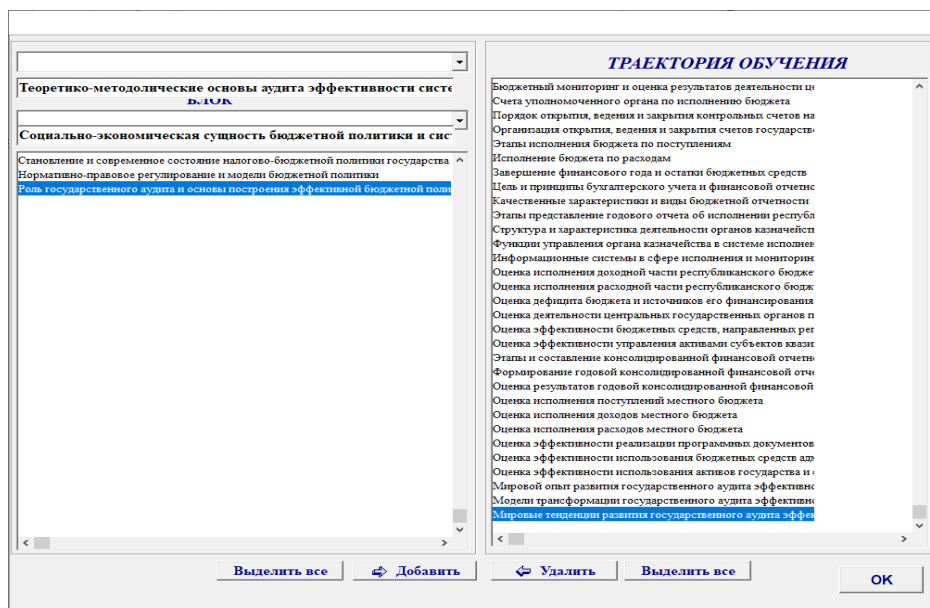 Теоретико-методолические основы аудита эффективности систе
БЛОК
Социально-экономическая сущность бюджетной политики и сис
Становление и современное состояние налогово-бюджетной политики государства
Нормативно-правовое регулирование и модели бюджетной политики
Роль государственного аудита и основы построения эффективной бюджетной поли
Выделить все
Добавить
ТРАЕКТОРИЯ ОБУЧЕНИЯ
Бюджетный мониторинг и оценка результатов деятельности це
Счета уполномоченного органа по исполнению бюджета
Порядок открытия, ведения и закрытия контрольных счетов на
Организация открытия, ведения и закрытия счетов государстве
Этапы исполнения бюджета по поступлениям
Исполнение бюджета по расходам
Завершение финансового года и остатки бюджетных средств
Цель и принципы бухгалтерского учета и финансовой отчетнос
Качественные характеристики и виды бюджетной отчетности
Этапы представление годового отчета об исполнении республ
Структура и характеристика деятельности органов казначейст
Функции управления органа казначейства в системе исполнен
Информационные системы в сфере исполнения и мониторин
Оценка исполнения доходной части республиканского бюдже
Оценка исполнения расходной части республиканского бюдж
Оценка дефицита бюджета и источников его финансирования
Оценка деятельности центральных государственных органов п
Оценка эффективности бюджетных средств, направленных рег
Оценка эффективности управления активами субъектов квази
Этапы и составление консолидированной финансовой отчетн
Формирование годовой консолидированной финансовой отче
Оценка результатов годовой консолидированной финансовой
Оценка исполнения поступлений местного бюджета
Оценка исполнения доходов местного бюджета
Оценка исполнения расходов местного бюджета
Оценка эффективности реализации программных документов
Оценка эффективности использования бюджетных средств адм
Оценка эффективности использования активов государства и
Мировой опыт развития государственного аудита эффективно
Модели трансформации государственного аудита эффективн
Мировые тенденции развития государственного аудита эффек
Удалить
Выделить все
OK